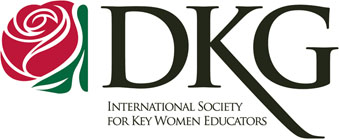 DKG
International Society
for Key Women Educators